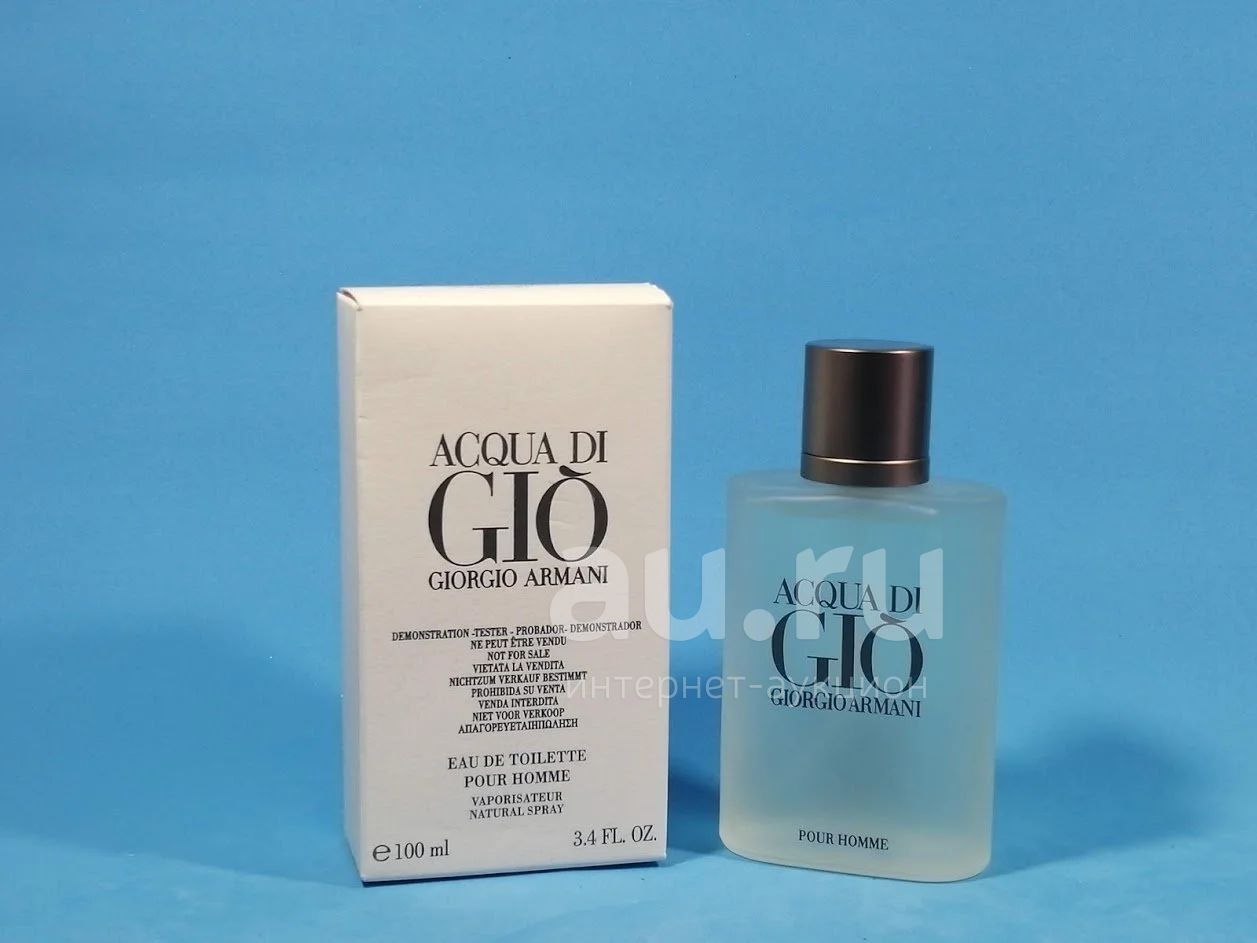 ACQUA DI
GIÒ
GIORGIO ARMANI
DEMONSTRATION -TESTER - PROBADOR- DEMONSTRADOR
NE PEUT ÊTRE VENDU
NOT FOR SALE
VIETATA LA VENDITA
NICHTZUM VERKAUF BESTIMMT
PROHIBIDA SU VENTA
VENDA INTERDITA
NIET VOOR VERKOOP
ΑΠΑΓΟΡΕΥΕΤΑΙΗΠΩΛΗΣΗ
EAU DE TOILETTE
POUR HOMME
VAPORISATEUR
NATURAL SPRAY
℮100 ml 3.4 FL. OZ.
ACQUA DI
GIÒ
GIORGIO ARMANI
POUR HOMME
au.ru
интернет-аукцион